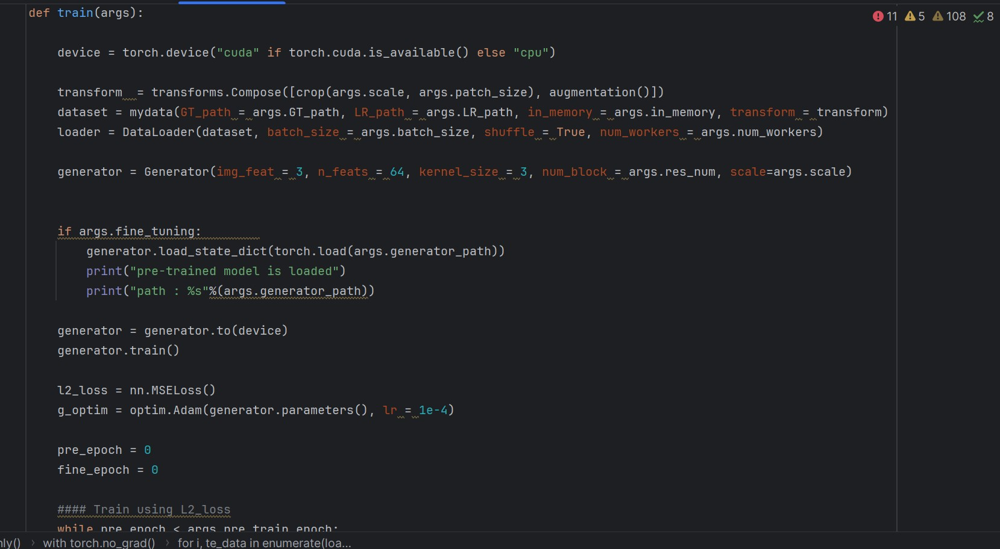 def train(args):
11 5 108 8
device = torch.device("cuda" if torch.cuda.is_available() else "cpu")
transform  = transforms.Compose([crop(args.scale, args.patch_size), augmentation()])
dataset = mydata(GT_path = args.GT_path, LR_path = args.LR_path, in_memory = args.in_memory, transform = transform)
loader = DataLoader(dataset, batch_size = args.batch_size, shuffle = True, num_workers = args.num_workers)
generator = Generator(img_feat = 3, n_feats = 64, kernel_size = 3, num_block = args.res_num, scale=args.scale)
if args.fine_tuning:
generator.load_state_dict(torch.load(args.generator_path))
print("pre-trained model is loaded")
print("path : %s"%(args.generator_path))
generator = generator.to(device)
generator.train()
l2_loss = nn.MSELoss()
g_optim = optim.Adam(generator.parameters(), lr = 1e-4)
pre_epoch = 0
fine_epoch = 0
#### Train using L2_loss
while pre_epoch < args.pre_train_epoch:
nly() › with torch.no_grad() › for i, te_data in enumerate(loa...